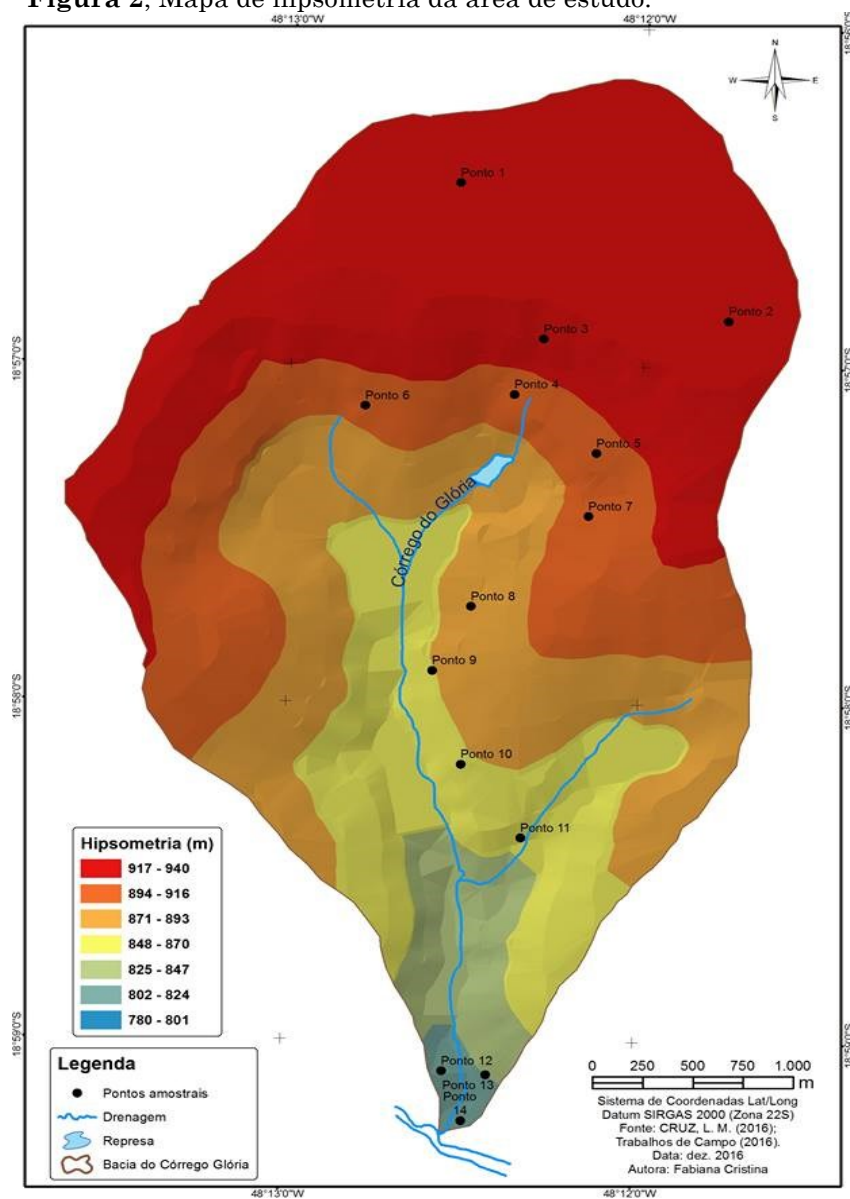 Figura 2, Mapa de hipsometria da área de estudo.
48°13'0"W 48°12'0"W
18°56'0"S
N
W E
S
Ponto 1
Ponto 2
Ponto 3
18°57'0"S 18°57'0"S
Ponto 4
Ponto 6
Ponto 5
Ponto 7
Córrego do Glória
Ponto 8
Ponto 9
18°58'0"S 18°58'0"S
Ponto 10
Ponto 11
Hipsometria (m)
917 - 940
894 - 916
871 - 893
848 - 870
825 - 847
802 - 824
780 - 801
18°59'0"S 18°59'0"S
Ponto 12
Ponto 13
Ponto
14
Legenda
Pontos amostrais
Drenagem
Represa
Bacia do Córrego Glória
0 250 500 750 1.000
m
Sistema de Coordenadas Lat/Long
Datum SIRGAS 2000 (Zona 22S)
Fonte: CRUZ, L. M. (2016);
Trabalhos de Campo (2016).
Data: dez. 2016
Autora: Fabiana Cristina
48°13'0"W 48°12'0"W